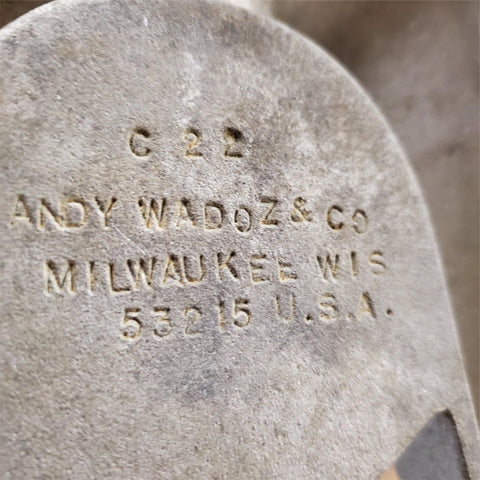 C 22
ANDY WADOZ & CO
MILWAUKEE WIS
53215 U.S.A.